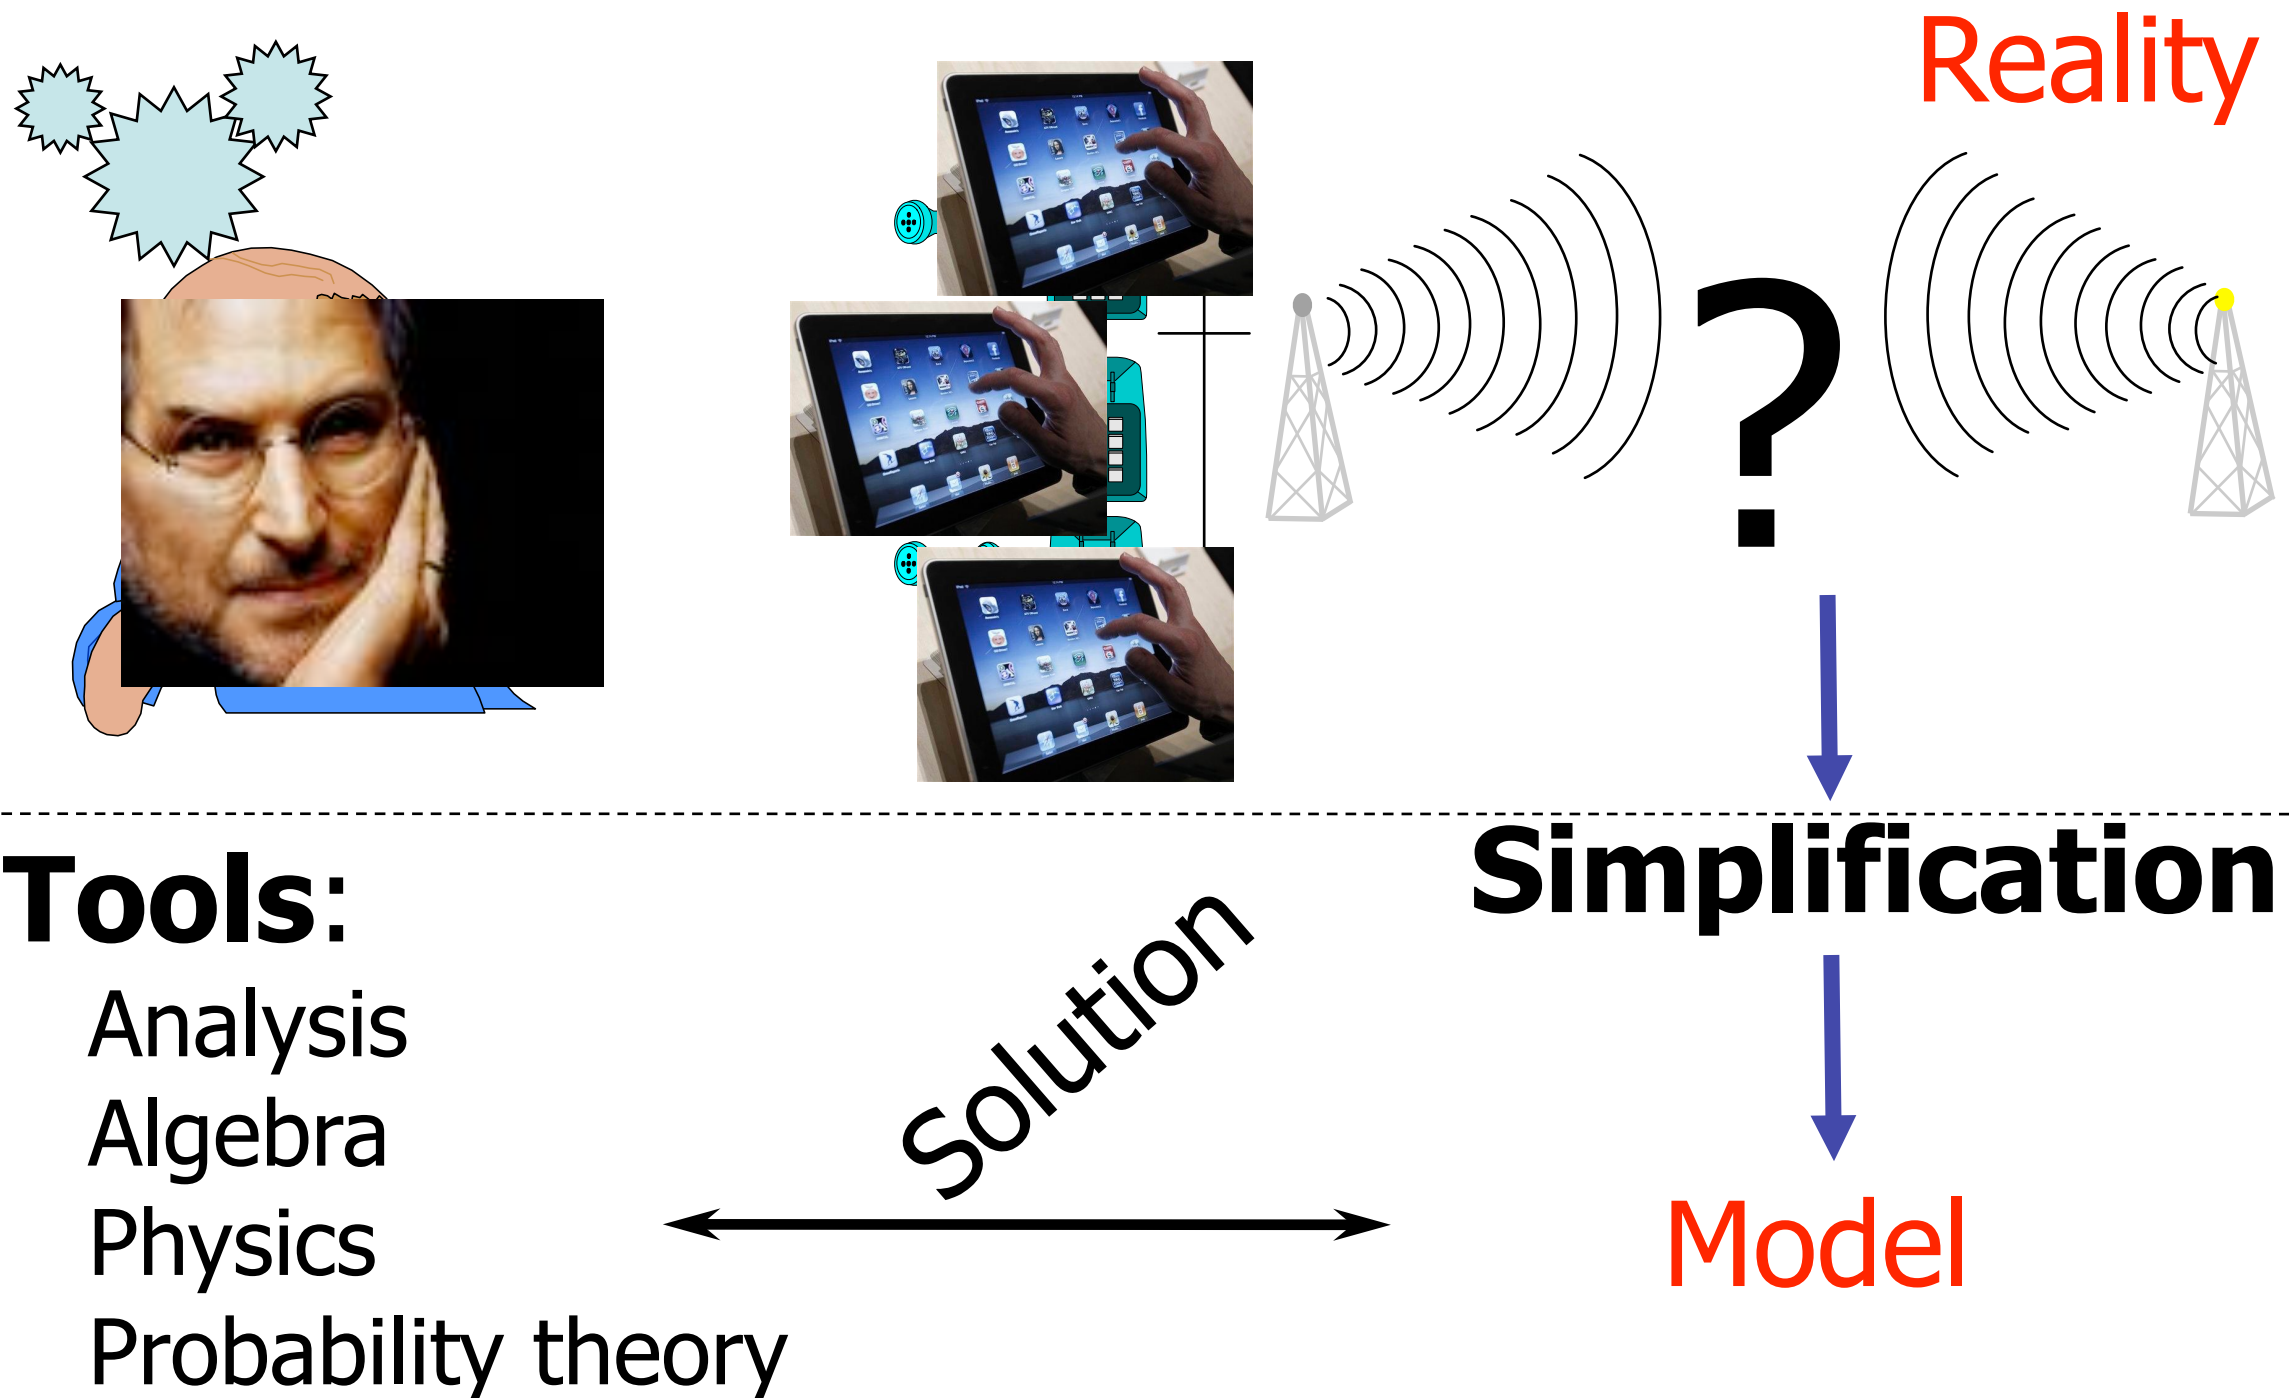 Reality
?
Simplification
Tools:
Analysis
Algebra
Physics
Probability theory
Solution
Model